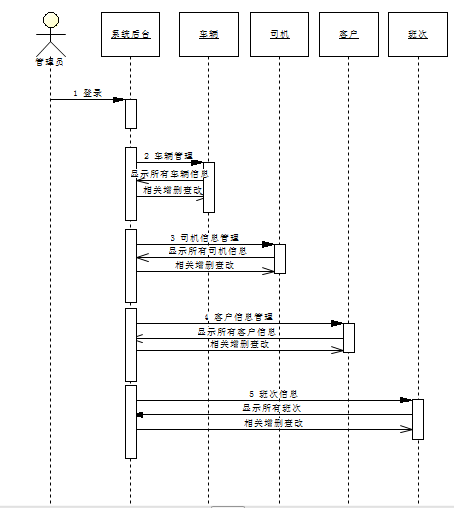 系统后台
车辆
司机
客户
班次
管理员
1 登录
2 车辆管理
显示所有车辆信息
相关增删查改
3 司机信息管理
显示所有司机信息
相关增删查改
4 客户信息管理
显示所有客户信息
相关增删查改
5 班次信息
显示所有班次
相关增删查改